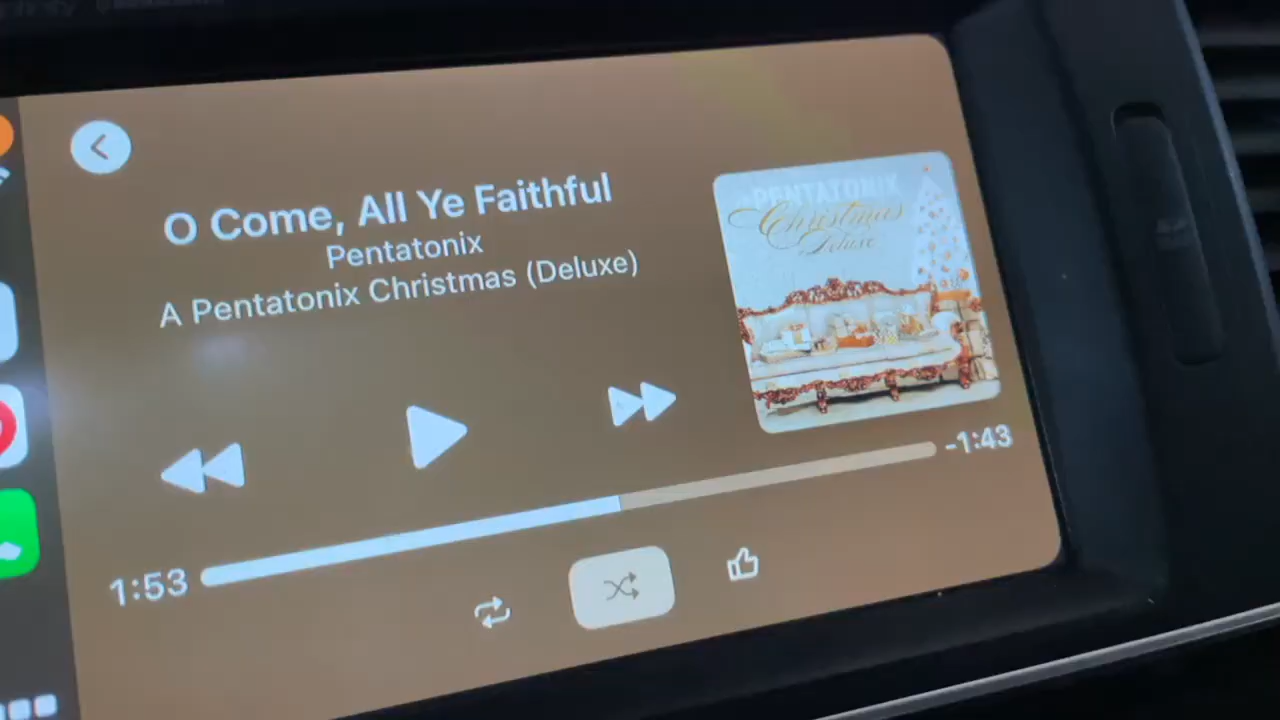 O Come, All Ye Faithful
Pentatonix
A Pentatonix Christmas (Deluxe)
PENTATONIX
Christmas
Deluxe
-1:43
1:53